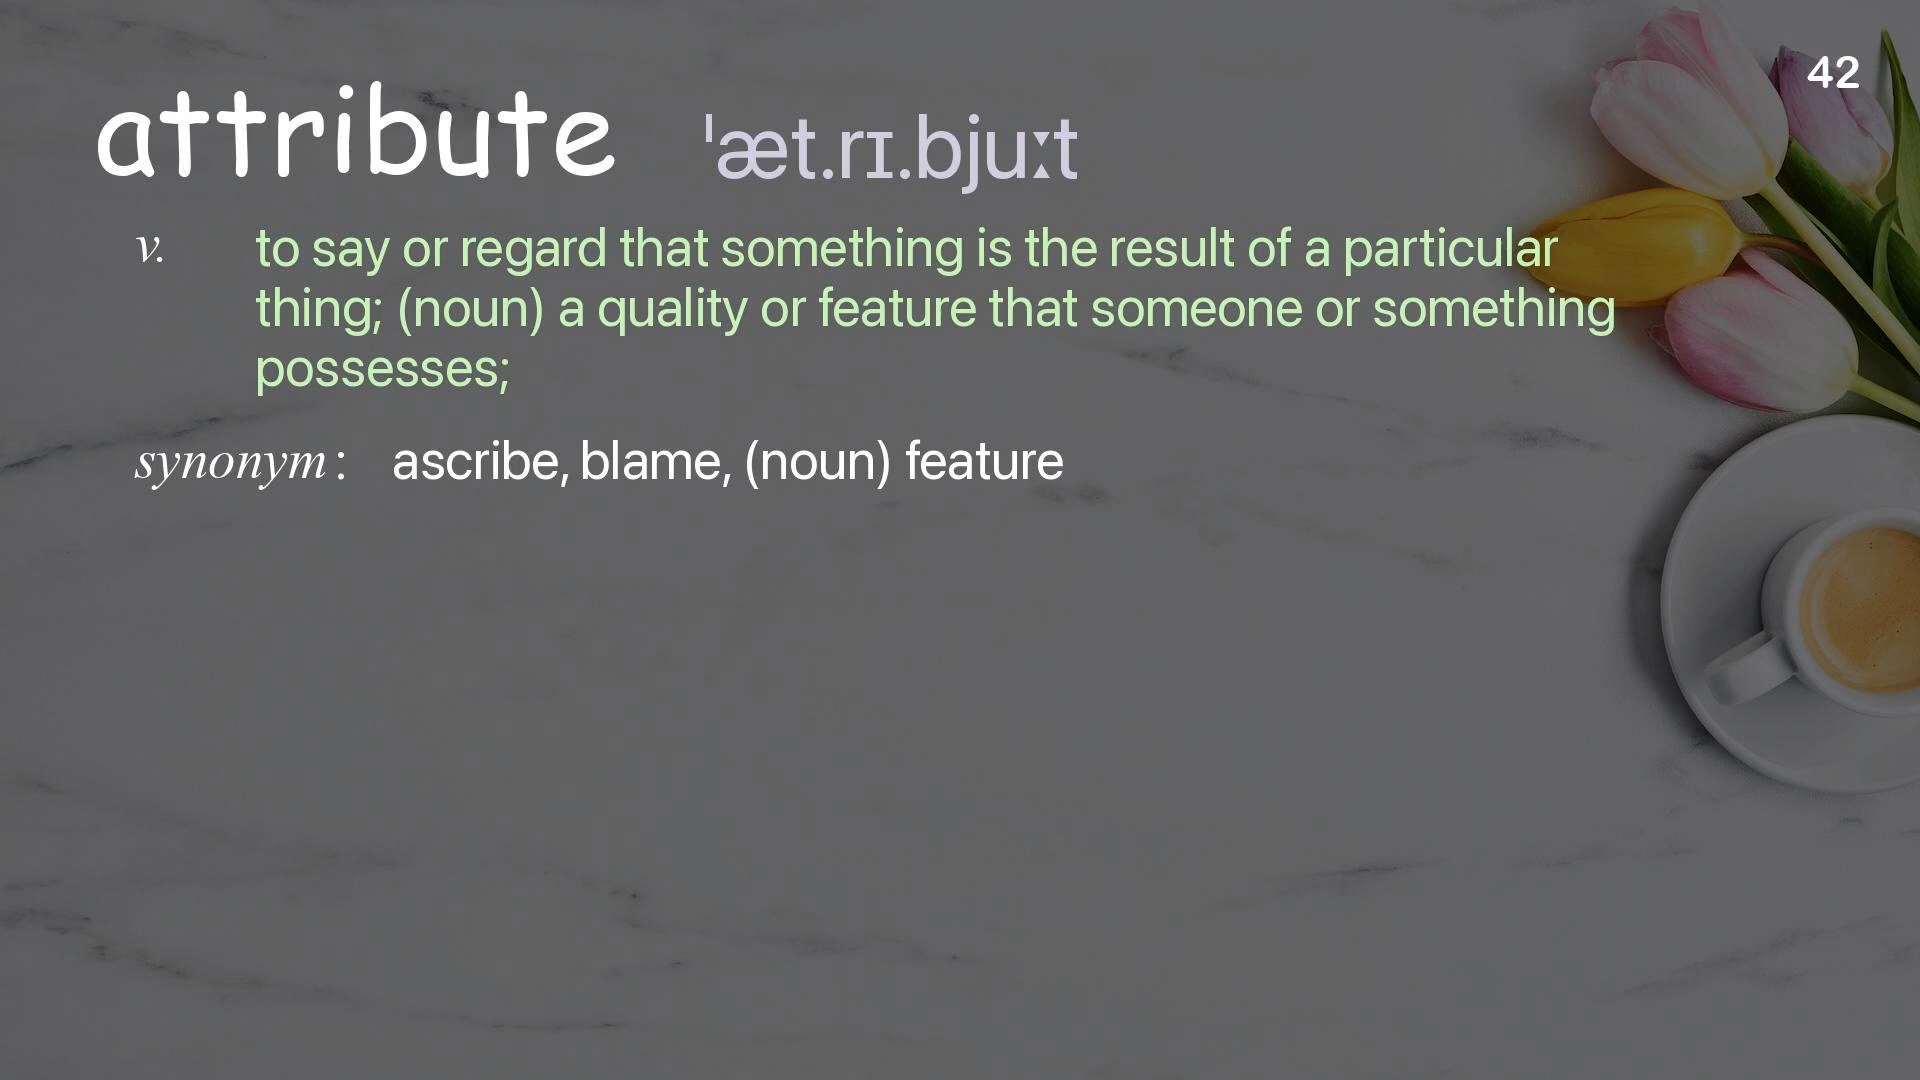 42
attribute ˈæt.rɪ.bjuːt
v. to say or regard that something is the result of a particular
thing; (noun) a quality or feature that someone or something
possesses;
synonym : ascribe, blame, (noun) feature